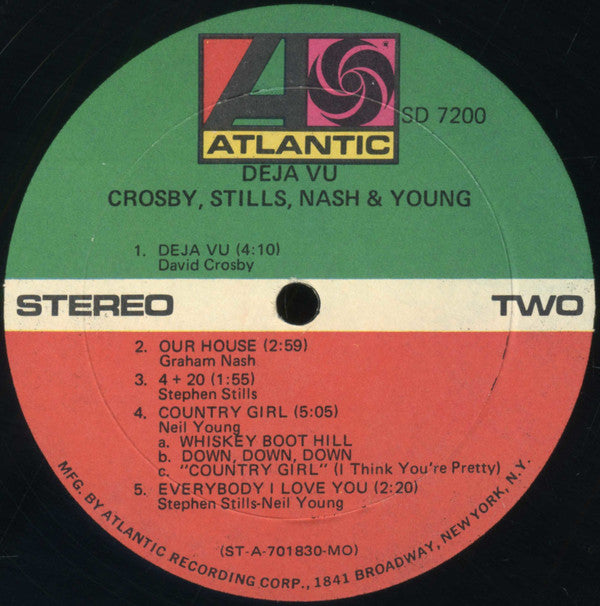 SD 7200
ATLANTIC
DEJA VU
CROSBY, STILLS, NASH & YOUNG
1. DEJA VU (4:10)
David Crosby
STEREO TWO
2. OUR HOUSE (2:59)
Graham Nash
3. 4 + 20 (1:55)
Stephen Stills
4. COUNTRY GIRL (5:05)
Neil Young
a. WHISKEY BOOT HILL
b. DOWN, DOWN, DOWN
c. "COUNTRY GIRL" (I Think You're Pretty)
5. EVERYBODY I LOVE YOU (2:20)
Stephen Stills-Neil Young
(ST-A-701830-MO)
MFG. BY ATLANTIC RECORDING CORP., 1841 BROADWAY, NEW YORK, N.Y.